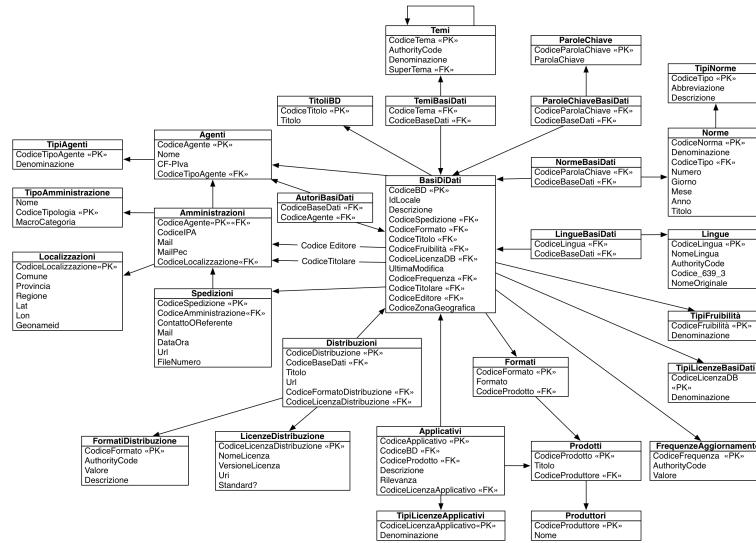 Temi
CodiceTema «PK»
AuthorityCode
Denominazione
SuperTema «FK»
ParoleChiave
CodiceParolaChiave «PK»
ParolaChiave
TipiNorme
CodiceTipo «PK»
Abbreviazione
Descrizione
TitoliBD
CodiceTitolo «PK»
Titolo
TemiBasiDati
CodiceTema «FK»
CodiceBaseDati «FK»
ParoleChiaveBasiDati
CodiceParolaChiave «FK»
CodiceBaseDati «FK»
Norme
CodiceNorma «PK»
Denominazione
CodiceTipo «FK»
Numero
Giorno
Mese
Anno
Titolo
Agenti
CodiceAgente «PK»
Nome
CF-PIva
CodiceTipoAgente «FK»
TipiAgenti
CodiceTipoAgente «PK»
Denominazione
NormeBasiDati
CodiceParolaChiave «FK»
CodiceBaseDati «FK»
BasiDiDati
CodiceBD «PK»
IdLocale
Descrizione
CodiceSpedizione «FK»
CodiceFormato «FK»
CodiceTitolo «FK»
CodiceFruibilità «FK»
CodiceLicenzaDB «FK»
UltimaModifica
CodiceFrequenza «FK»
CodiceTitolare «FK»
CodiceEditore «FK»
CodiceZonaGeografica
TipoAmministrazione
Nome
CodiceTipologia «PK»
MacroCategoria
AutoriBasiDati
CodiceBaseDati «FK»
CodiceAgente «FK»
Amministrazioni
CodiceAgente«PK»«FK»
CodiceIPA
Mail
MailPec
CodiceLocalizzazione«FK»
Codice Editore
CodiceTitolare
LingueBasiDati
CodiceLingua «FK»
CodiceBaseDati «FK»
Lingue
CodiceLingua «PK»
NomeLingua
AuthorityCode
Codice_639_3
NomeOriginale
Localizzazioni
CodiceLocalizzazione«PK»
Comune
Provincia
Regione
Lat
Lon
Geonameid
Spedizioni
CodiceSpedizione «PK»
CodiceAmministrazione«FK»
ContattoOReferente
Mail
DataOra
Url
FileNumero
TipiFruibilità
CodiceFruibilità «PK»
Denominazione
Distribuzioni
CodiceDistribuzione «PK»
CodiceBaseDati «FK»
Titolo
Url
CodiceFormatoDistribuzione «FK»
CodiceLicenzaDistribuzione «FK»
Formati
CodiceFormato «PK»
Formato
CodiceProdotto «FK»
TipiLicenzeBasiDati
CodiceLicenzaDB
«PK»
Denominazione
FormatiDistribuzione
CodiceFormato «PK»
AuthorityCode
Valore
Descrizione
LicenzeDistribuzione
CodiceLicenzaDistribuzione «PK»
NomeLicenza
VersioneLicenza
Uri
Standard?
Applicativi
CodiceApplicativo «PK»
CodiceBD «FK»
CodiceProdotto «FK»
Descrizione
Rilevanza
CodiceLicenzaApplicativo «FK»
Prodotti
CodiceProdotto «PK»
Titolo
CodiceProduttore «FK»
FrequenzeAggiornamento
CodiceFrequenza «PK»
AuthorityCode
Valore
TipiLicenzeApplicativi
CodiceLicenzaApplicativo«PK»
Denominazione
Produttori
CodiceProduttore «PK»
Nome